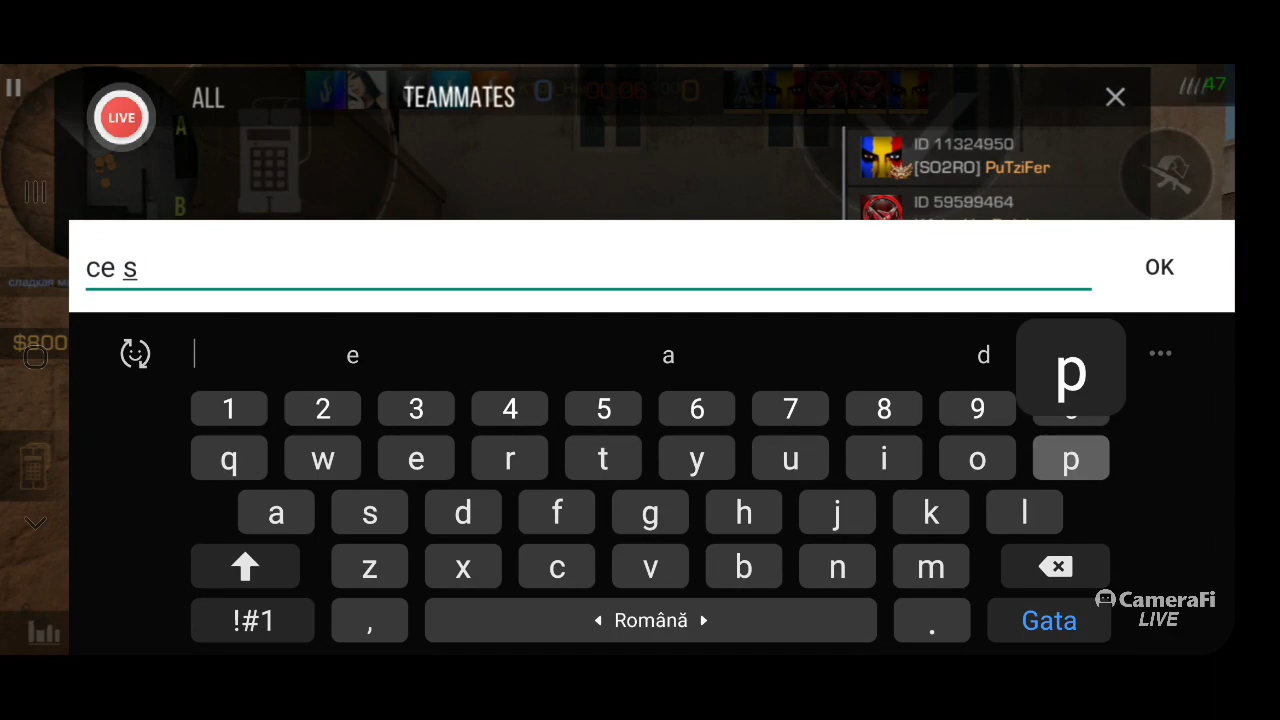 LIVE
ALL
TEAMMATES
47
A
B
ID 11324950
[SO2RO] PuTziFer
ID 59599464
$800
ce s
OK
e
a
d
p
1 2 3 4 5 6 7 8 9
q w e r t y u i o p
a s d f g h j k l
z x c v b n m
!#1
,
Română
.
Gata
CameraFi
LIVE